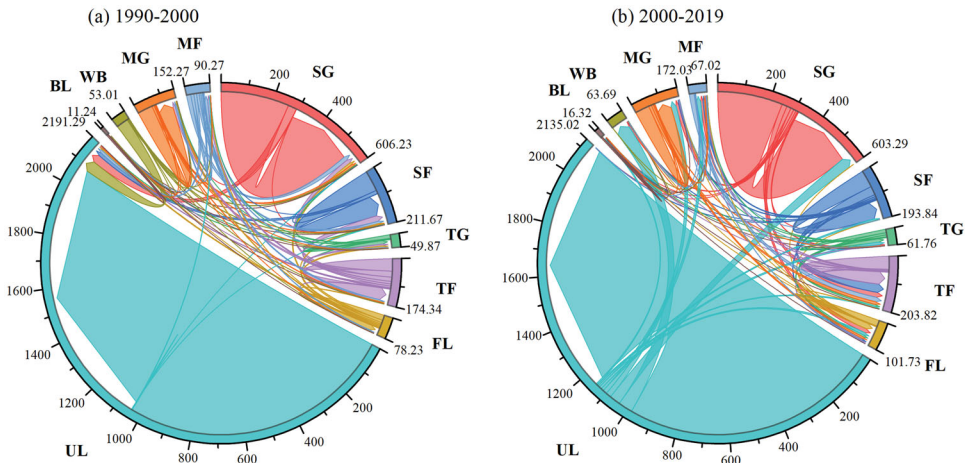 (a) 1990-2000
SG
200
400
606.23
SF
211.67
TG
49.87
TF
174.34
FL
78.23
200
400
600
800
1000
UL
1200
1400
1600
1800
2000
2191.29
BL
11.24
WB
53.01
MG
152.27
MF
90.27
(b) 2000-2019
SG
200
400
603.29
SF
193.84
TG
61.76
TF
203.82
FL
101.73
200
400
600
800
1000
UL
1200
1400
1600
1800
2000
2135.02
BL
16.32
WB
63.69
MG
172.03
MF
67.02